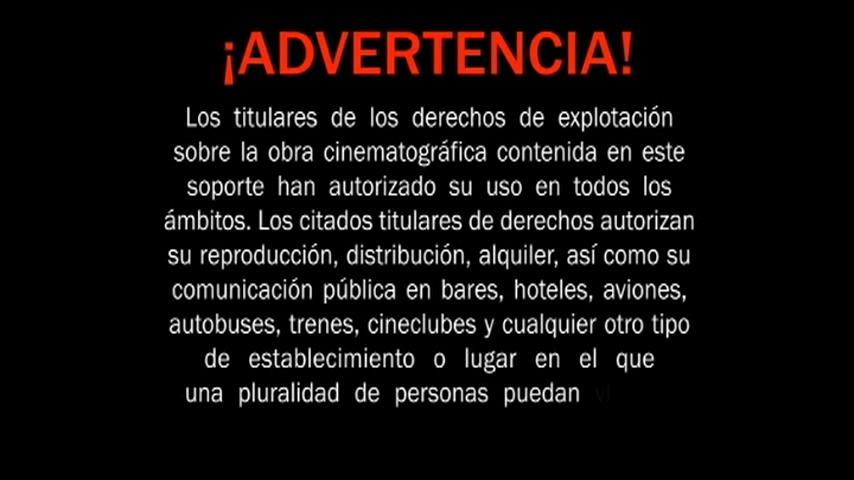 ¡ADVERTENCIA!
Los titulares de los derechos de explotación
sobre la obra cinematográfica contenida en este
soporte han autorizado su uso en todos los
ámbitos. Los citados titulares de derechos autorizan
su reproducción, distribución, alquiler, así como su
comunicación pública en bares, hoteles, aviones,
autobuses, trenes, cineclubes y cualquier otro tipo
de establecimiento o lugar en el que
una pluralidad de personas puedan